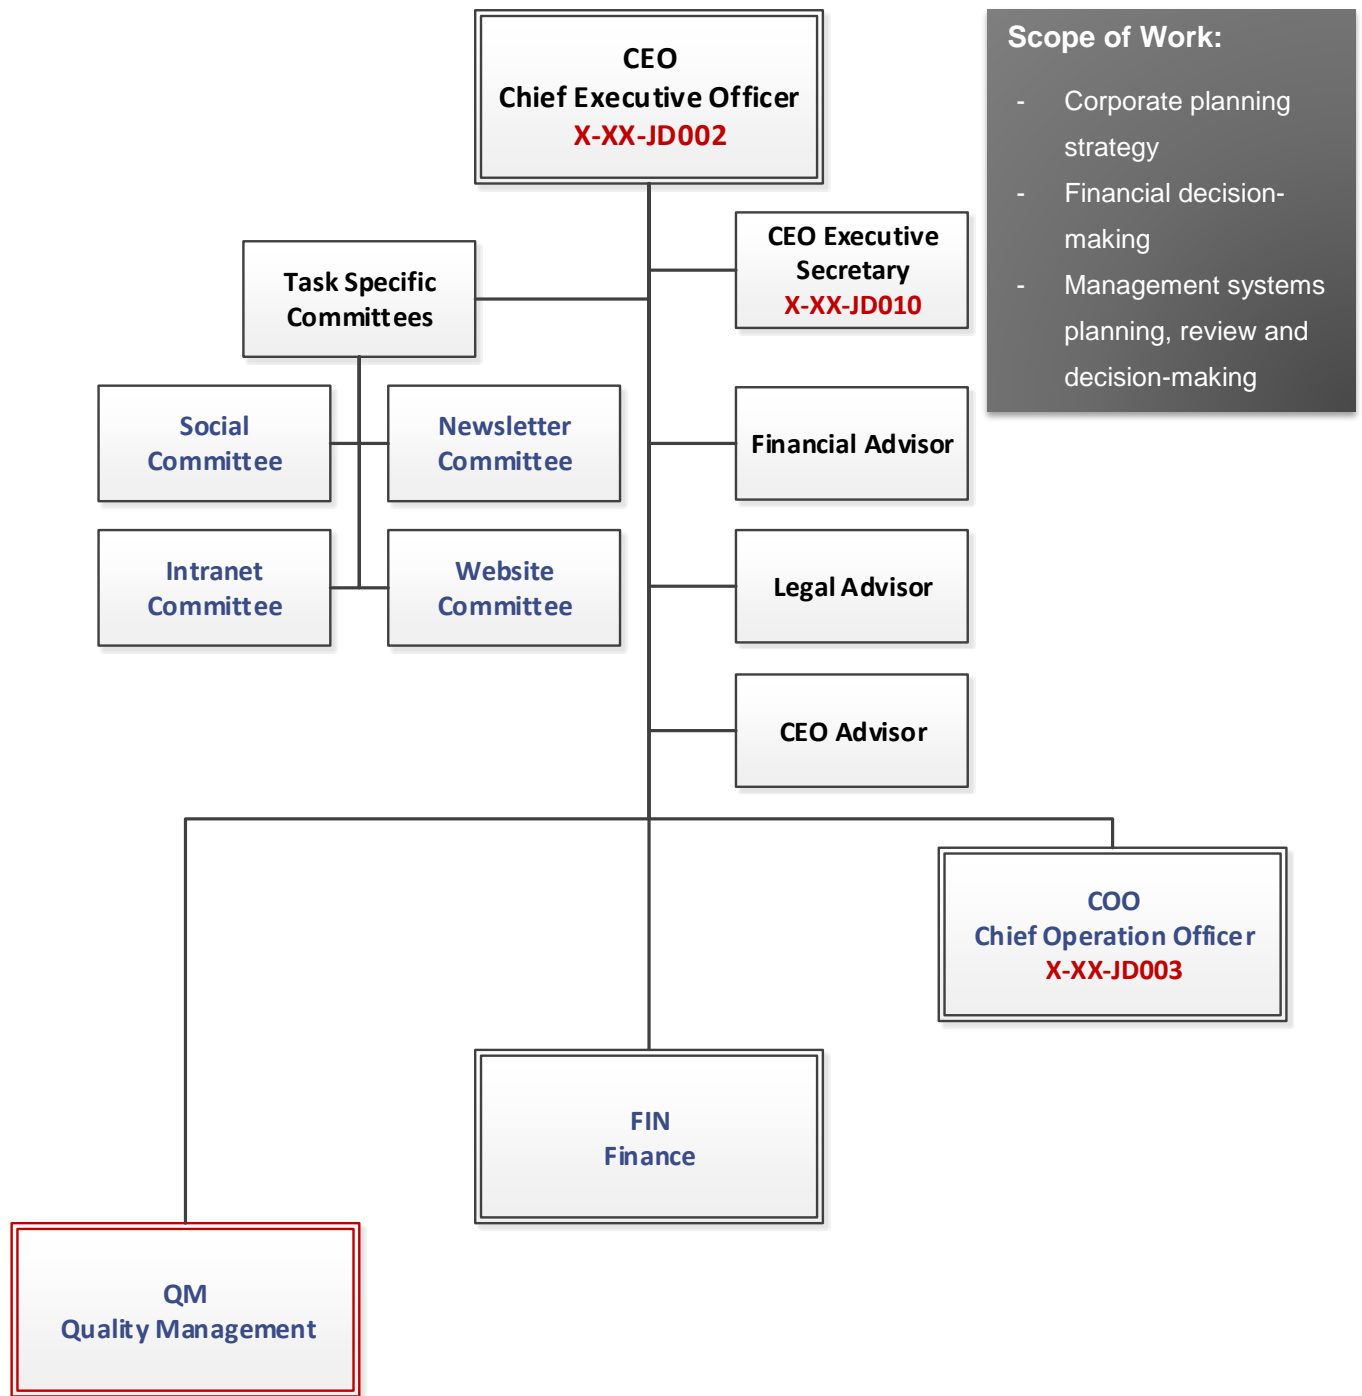 CEO
Chief Executive Officer
X-XX-JD002
Scope of Work:
- Corporate planning
strategy
- Financial decision-
making
- Management systems
planning, review and
decision-making
CEO Executive
Secretary
X-XX-JD010
Task Specific
Committees
Social
Committee
Newsletter
Committee
Financial Advisor
Intranet
Committee
Website
Committee
Legal Advisor
CEO Advisor
COO
Chief Operation Officer
X-XX-JD003
FIN
Finance
QM
Quality Management